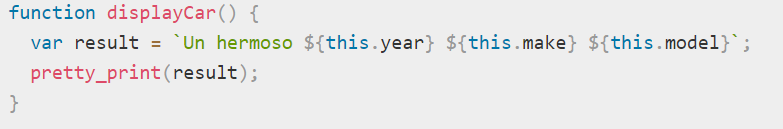 function displayCar() {
  var result = `Un hermoso ${this.year} ${this.make} ${this.model}`;
  pretty_print(result);
}